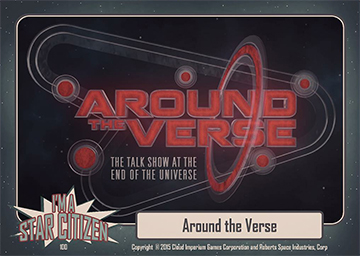 AROUND
THE VERSE
THE TALK SHOW AT THE
END OF THE UNIVERSE
I'M A
STAR CITIZEN
Around the Verse
Copyright © 2015 Cloud Imperium Games Corporation and Roberts Space Industries, Corp